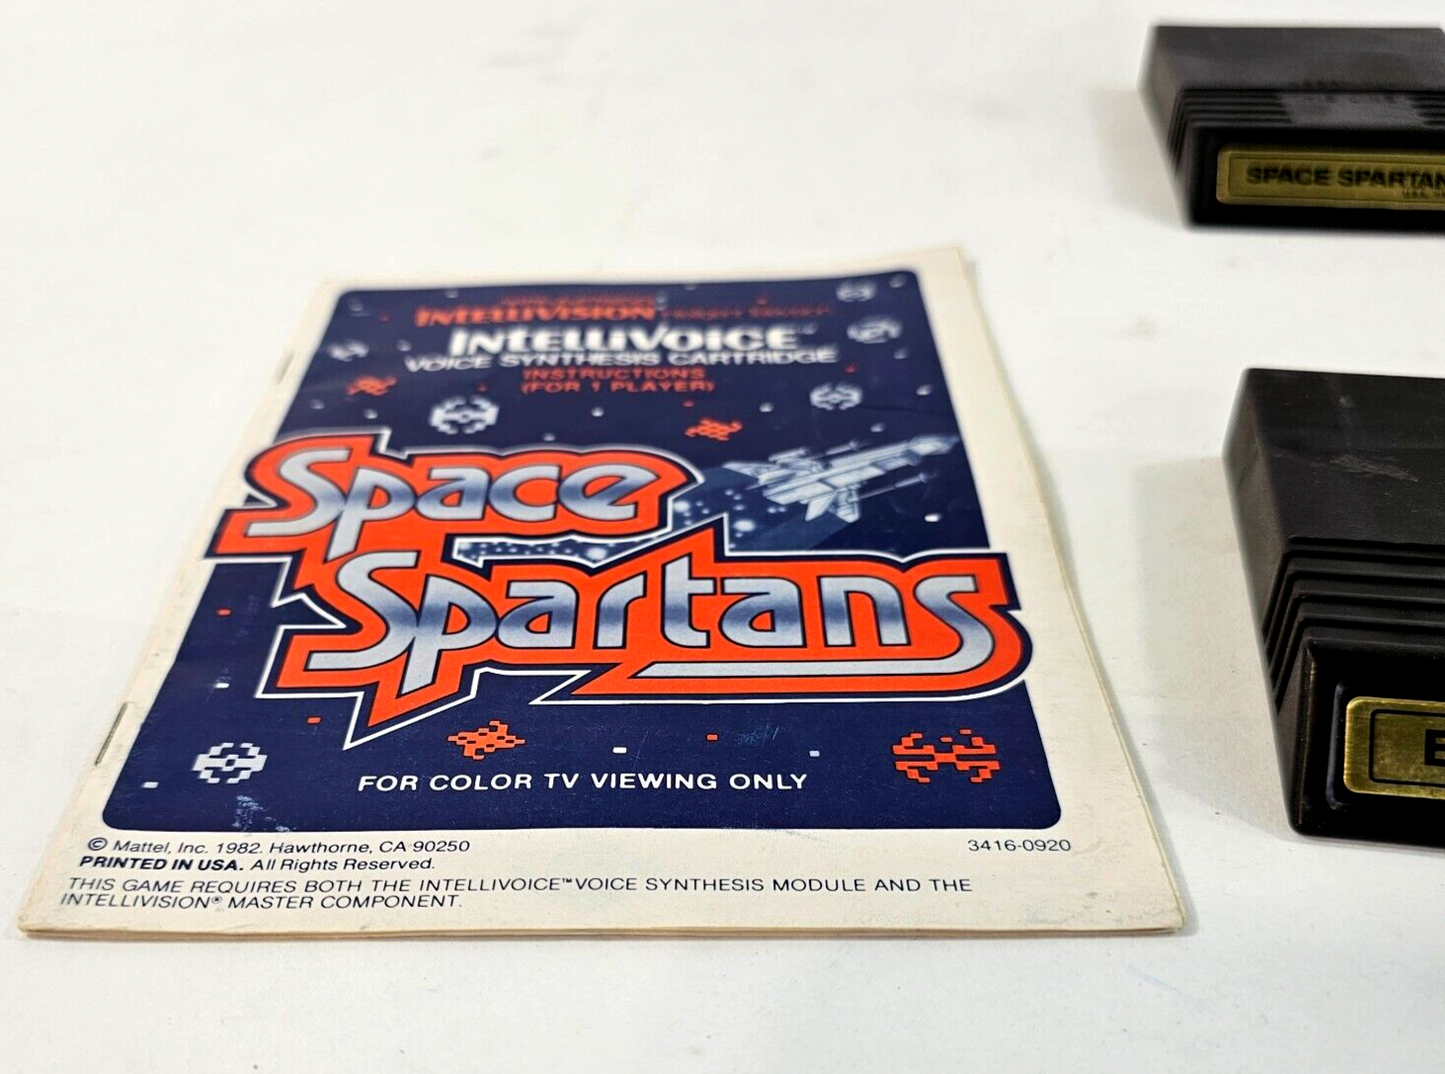 INTELLIVISION
INTELLIVOICE™
VOICE SYNTHESIS CARTRIDGE
INSTRUCTIONS
(FOR 1 PLAYER)
Space
Spartans
FOR COLOR TV VIEWING ONLY
© Mattel, Inc. 1982. Hawthorne, CA 90250
PRINTED IN USA. All Rights Reserved.
3416-0920
THIS GAME REQUIRES BOTH THE INTELLIVOICE™ VOICE SYNTHESIS MODULE AND THE
INTELLIVISION® MASTER COMPONENT.
SPACE SPARTAN